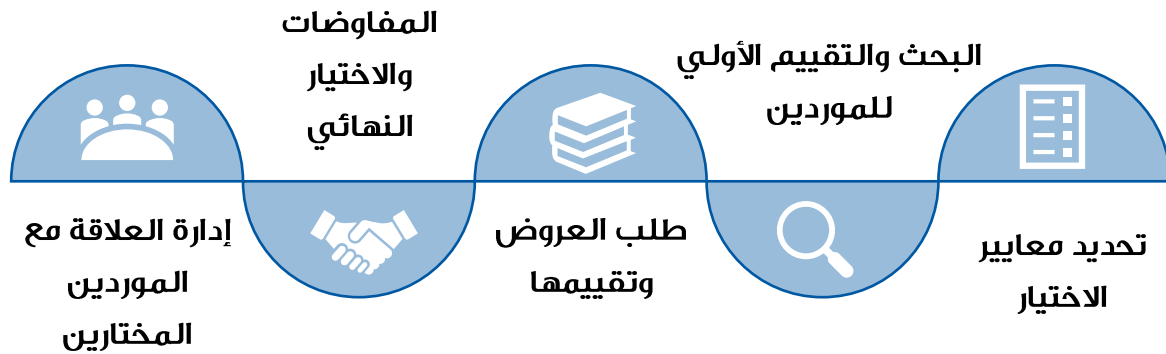 تحديد معايير
الاختيار
البحث والتقييم الأولي
للموردين
طلب العروض
وتقييمها
المفاوضات
والاختيار
النهائي
إدارة العلاقة مع
الموردين
المختارين